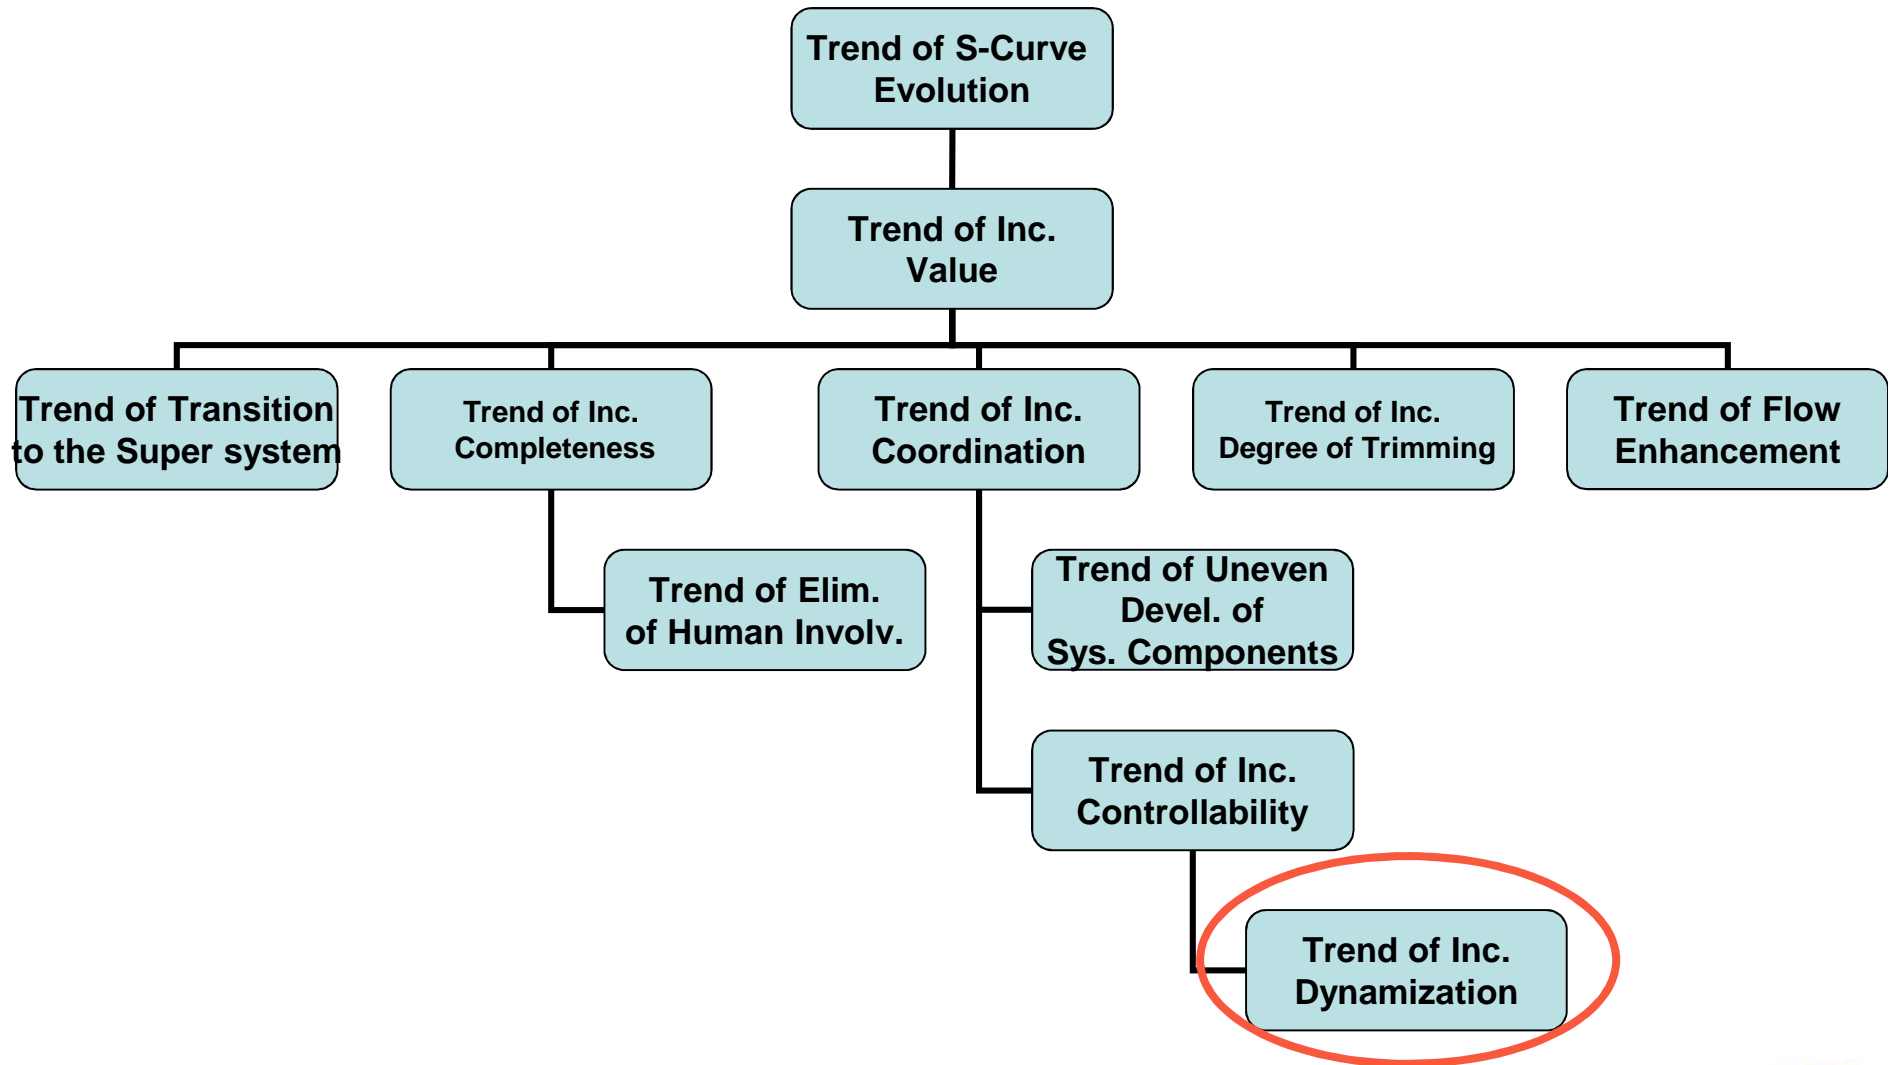 Trend of S-Curve
Evolution
Trend of Inc.
Value
Trend of Transition
to the Super system
Trend of Inc.
Completeness
Trend of Inc.
Coordination
Trend of Inc.
Degree of Trimming
Trend of Flow
Enhancement
Trend of Elim.
of Human Involv.
Trend of Uneven
Devel. of
Sys. Components
Trend of Inc.
Controllability
Trend of Inc.
Dynamization